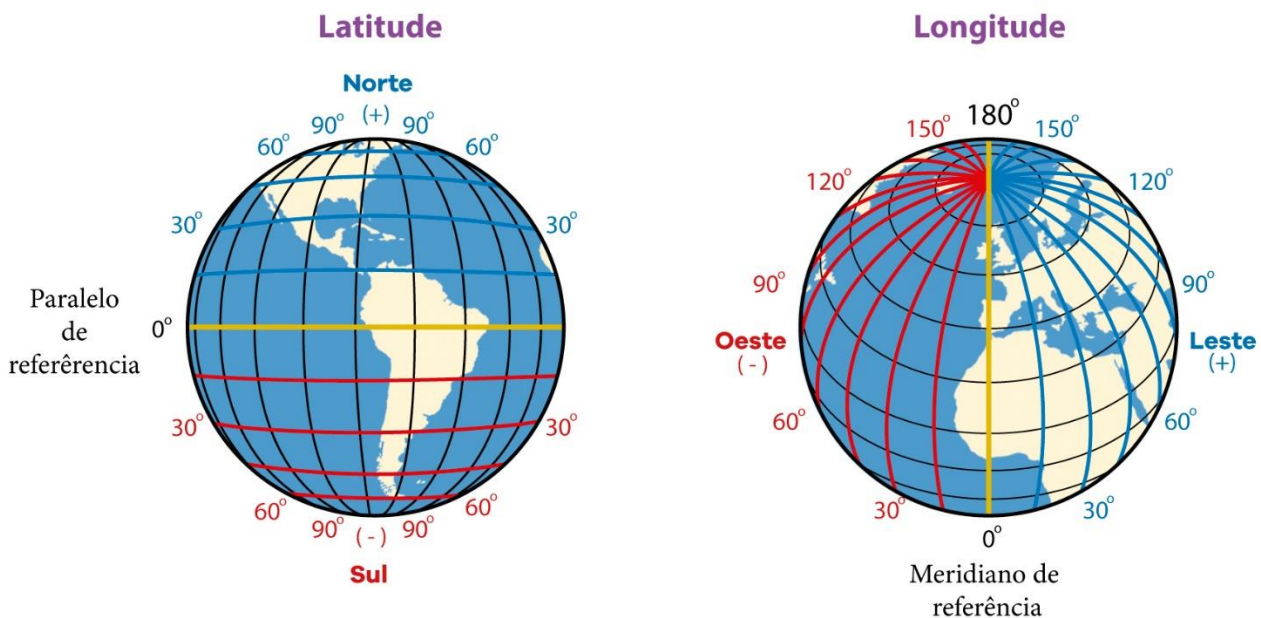 Latitude
Norte
(+)
90°
90°
60°
60°
30°
30°
Paralelo
de
referêrencia
0°
30°
30°
60°
60°
90°
(-)
90°
Sul
Longitude
180°
150°
150°
120°
120°
90°
90°
Oeste
(-)
Leste
(+)
60°
60°
30°
30°
0°
Meridiano de
referência